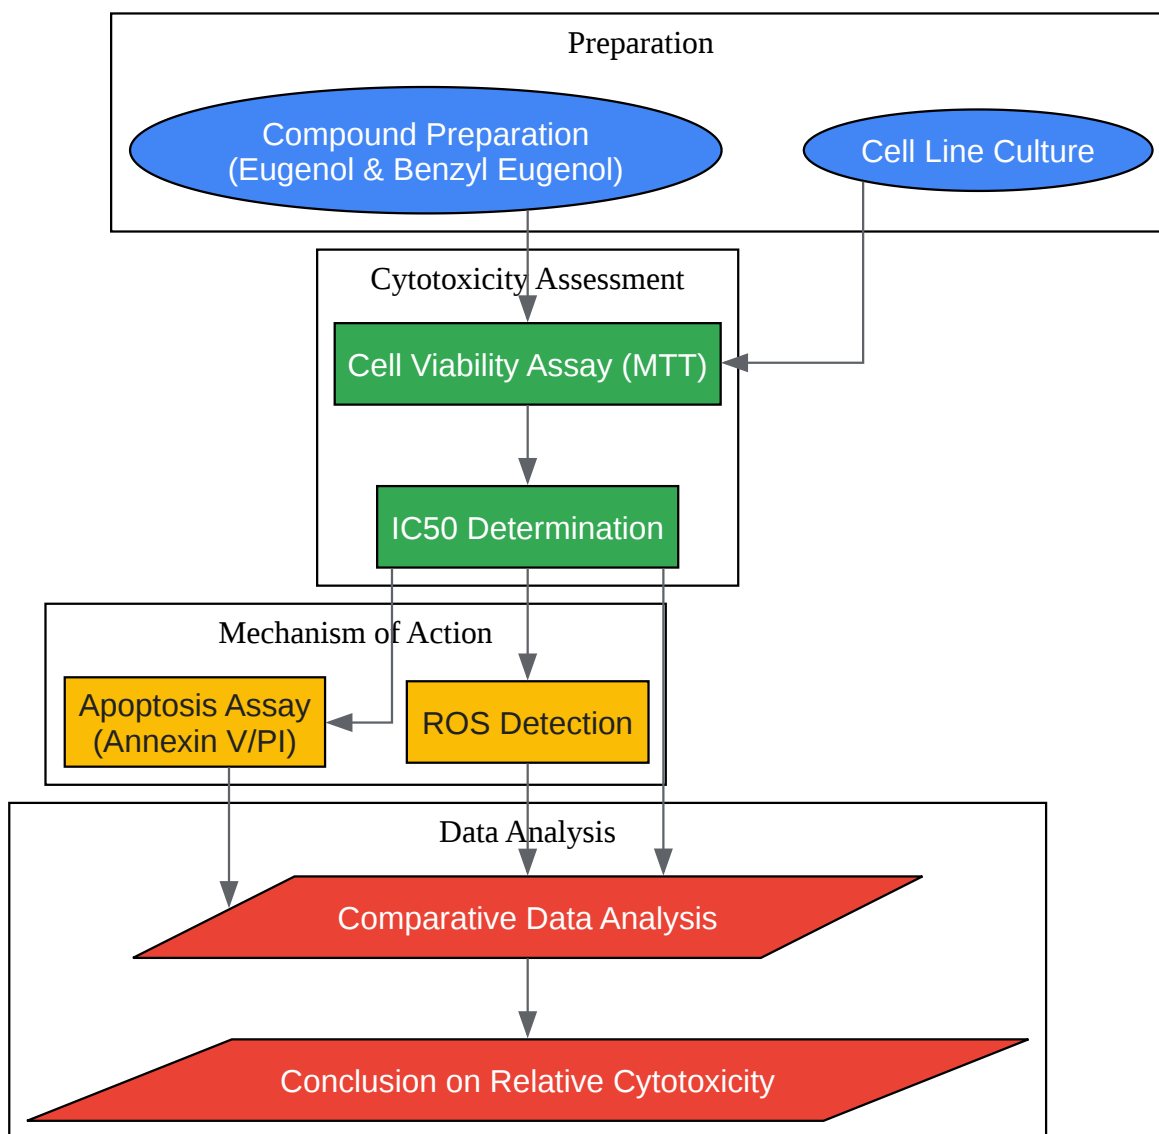 Preparation
Compound Preparation
(Eugenol & Benzyl Eugenol)
Cell Line Culture
Cytotoxicity Assessment
Cell Viability Assay (MTT)
IC50 Determination
Mechanism of Action
Apoptosis Assay
(Annexin V/PI)
ROS Detection
Data Analysis
Comparative Data Analysis
Conclusion on Relative Cytotoxicity